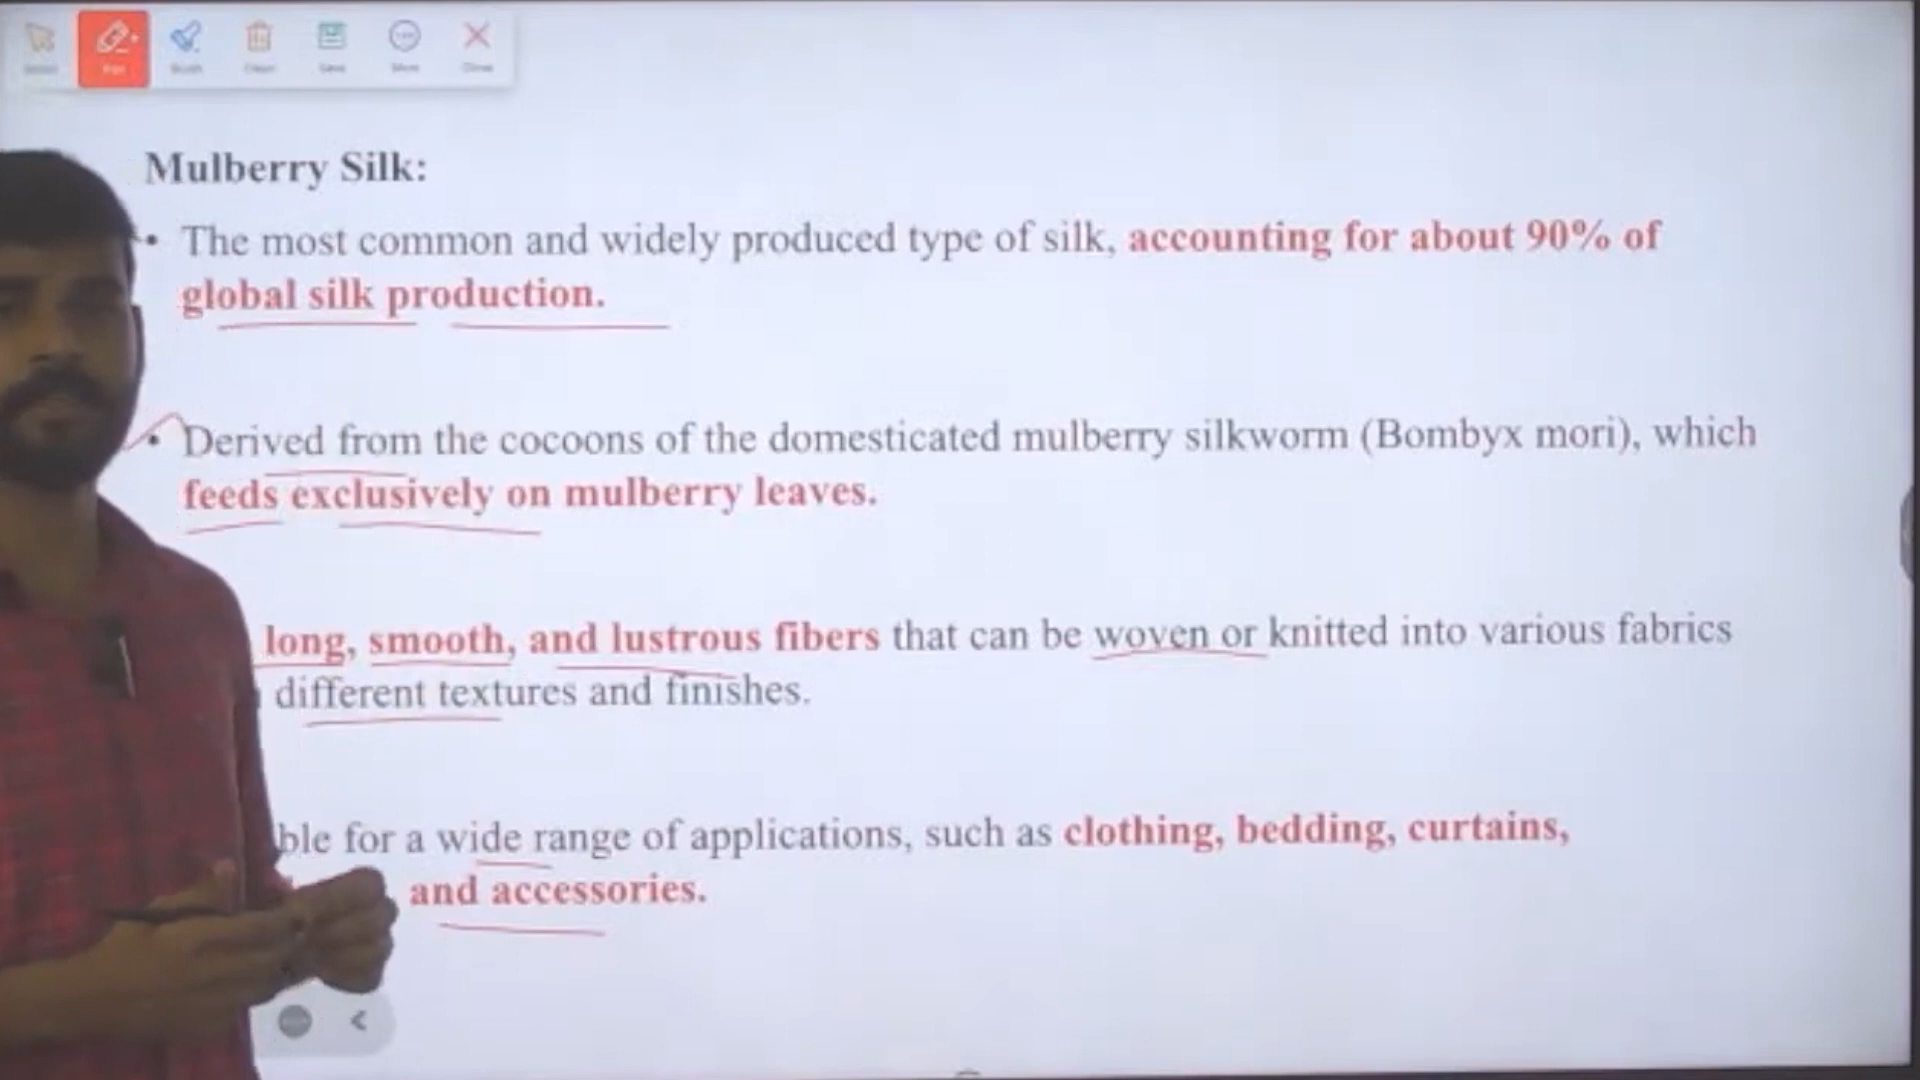 Mulberry Silk:
• The most common and widely produced type of silk, accounting for about 90% of
global silk production.
• Derived from the cocoons of the domesticated mulberry silkworm (Bombyx mori), which
feeds exclusively on mulberry leaves.
long, smooth, and lustrous fibers that can be woven or knitted into various fabrics
different textures and finishes.
ble for a wide range of applications, such as clothing, bedding, curtains,
and accessories.